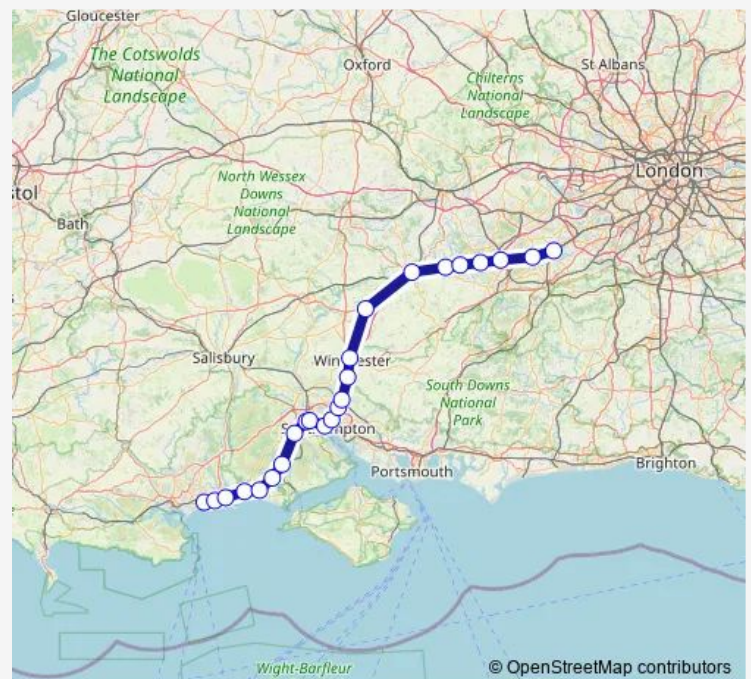 Gloucester
The Cotswolds
National
Landscape
Oxford
St Albans
Chilterns
National
Landscape
London
North Wessex
Downs
National
Landscape
stol
Bath
Salisbury
Winchester
South Downs
National
Park
Portsmouth
Brighton
Wight-Barfleur
© OpenStreetMap contributors